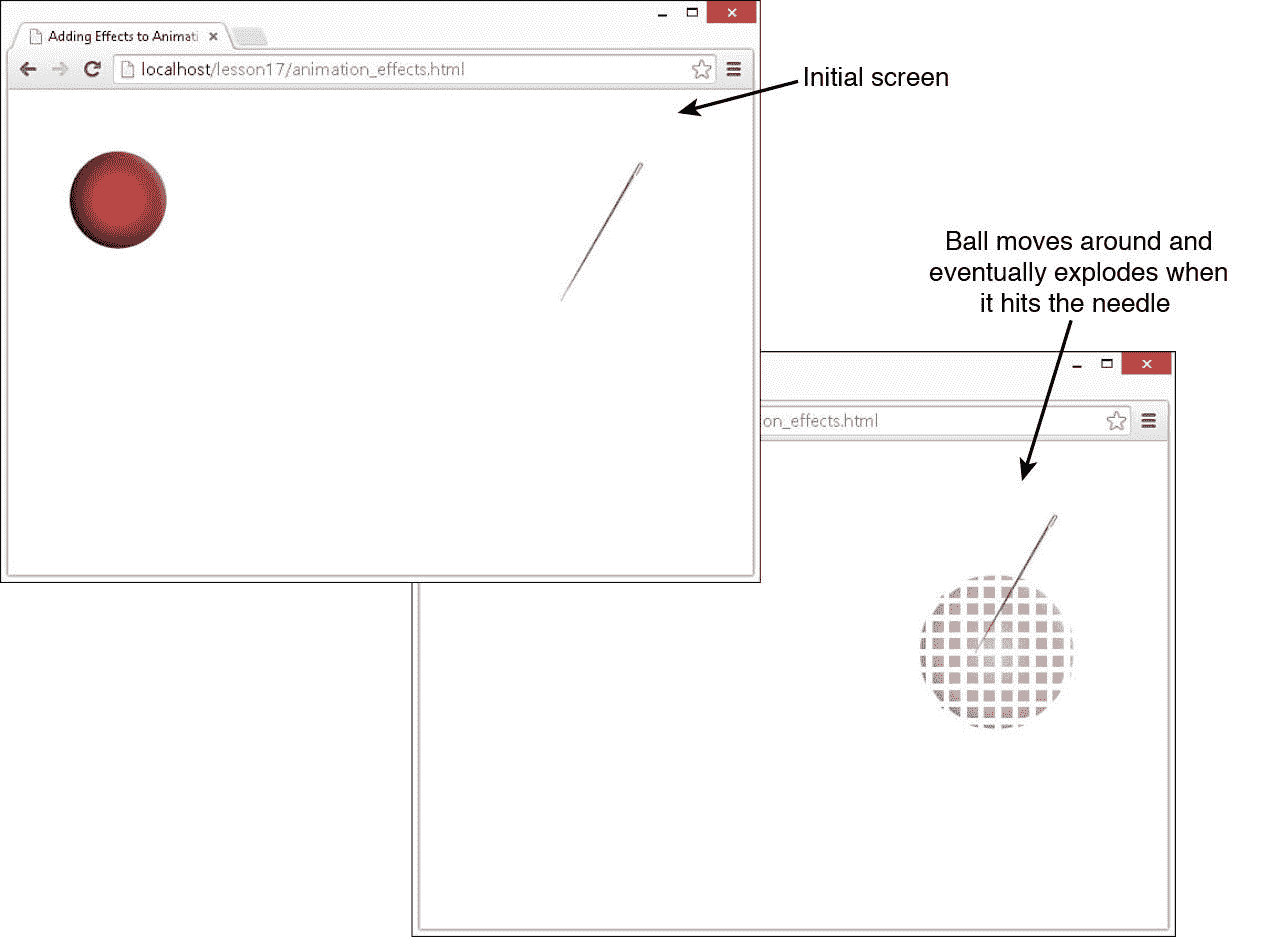 Adding Effects to Animati
localhost/lesson17/animation_effects.html
Initial screen
Ball moves around and
eventually explodes when
it hits the needle
on_effects.html